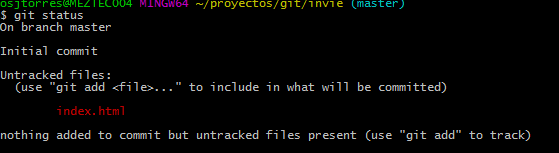 osjtorres@MEZTEC004 MINGW64 ~/proyectos/git/invie (master)
$ git status
On branch master
Initial commit
Untracked files:
(use "git add <file>..." to include in what will be committed)
index.html
nothing added to commit but untracked files present (use "git add" to track)